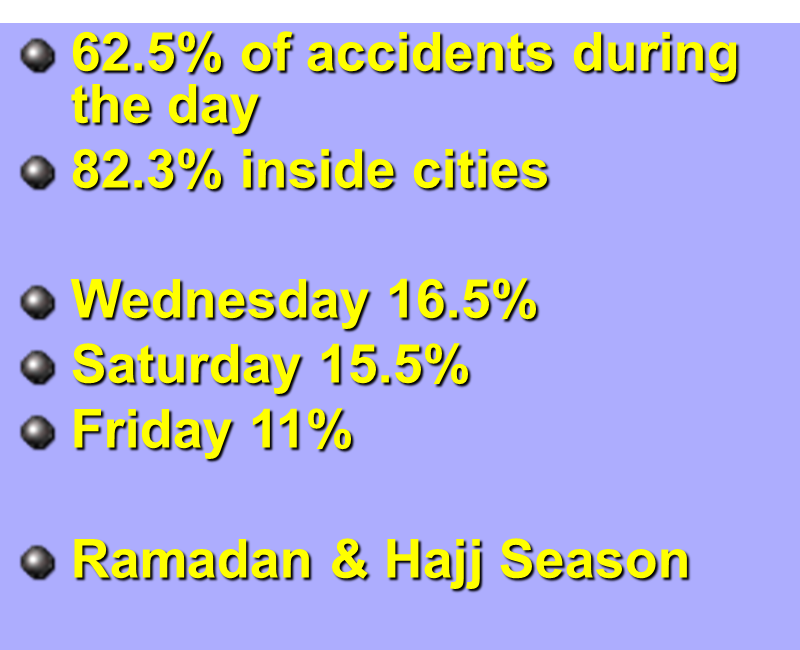 62.5% of accidents during
the day
82.3% inside cities
Wednesday 16.5%
Saturday 15.5%
Friday 11%
Ramadan & Hajj Season